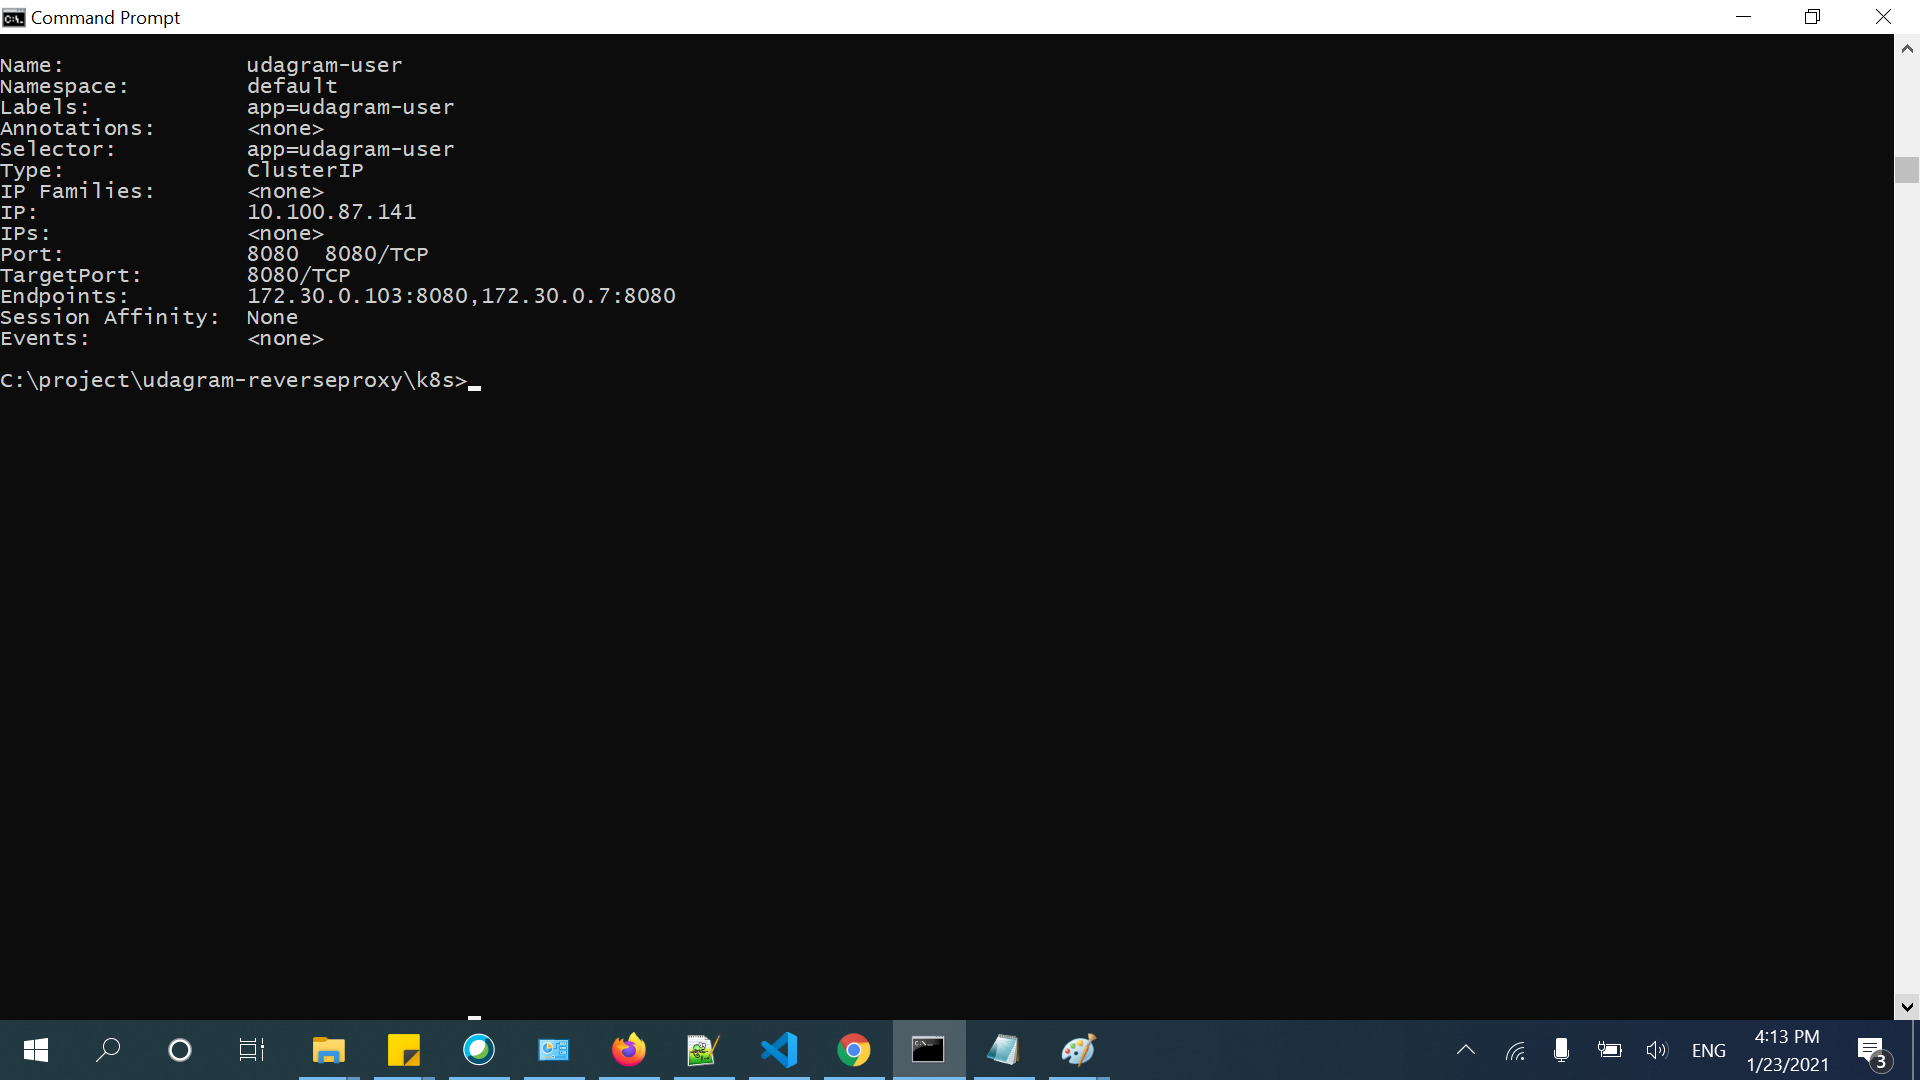 Command Prompt
Name: udagram-user
Namespace: default
Labels: app=udagram-user
Annotations: <none>
Selector: app=udagram-user
Type: ClusterIP
IP Families: <none>
IP: 10.100.87.141
IPs: <none>
Port: 8080 8080/TCP
TargetPort: 8080/TCP
Endpoints: 172.30.0.103:8080,172.30.0.7:8080
Session Affinity: None
Events: <none>
C:\project\udagram-reverseproxy\k8s>
ENG
4:13 PM
1/23/2021
3